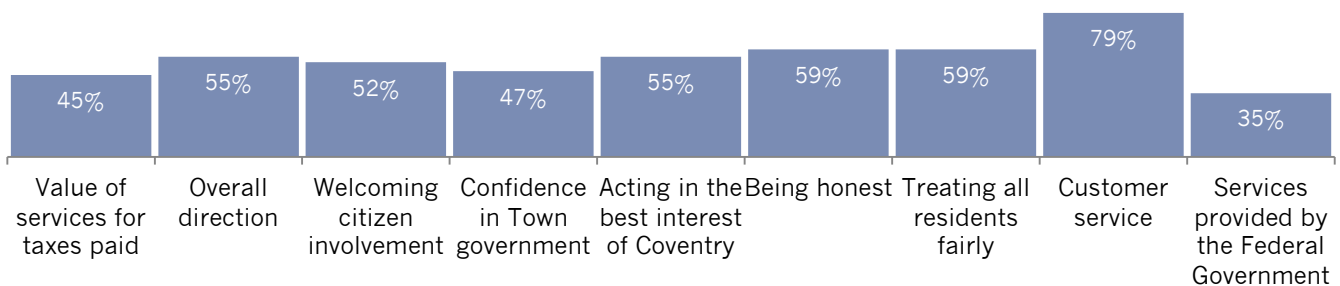 45%
55%
52%
47%
55%
59%
59%
79%
35%
Value of
services for
taxes paid
Overall
direction
Welcoming
citizen
involvement
Confidence
in Town
government
Acting in the
best interest
of Coventry
Being honest
Treating all
residents
fairly
Customer
service
Services
provided by
the Federal
Government